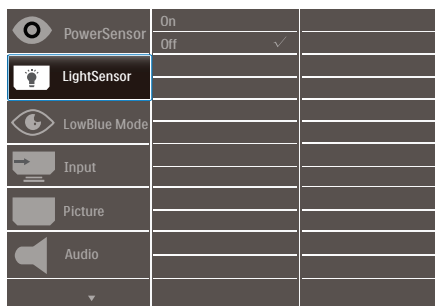 PowerSensor
On
Off
LightSensor
LowBlue Mode
Input
Picture
Audio